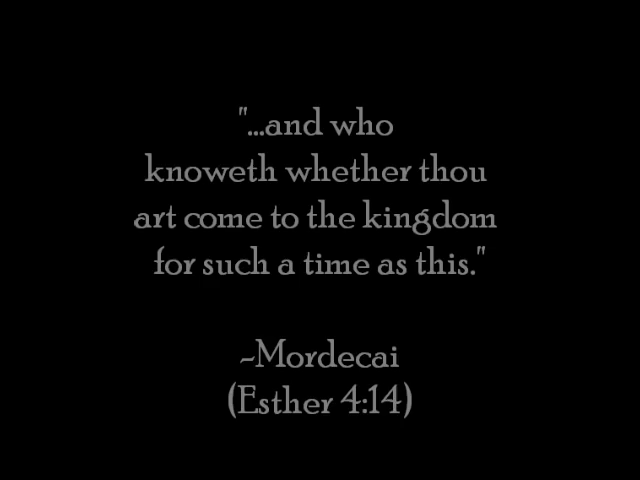 "...and who
knoweth whether thou
art come to the kingdom
for such a time as this."
-Mordecai
(Esther 4:14)